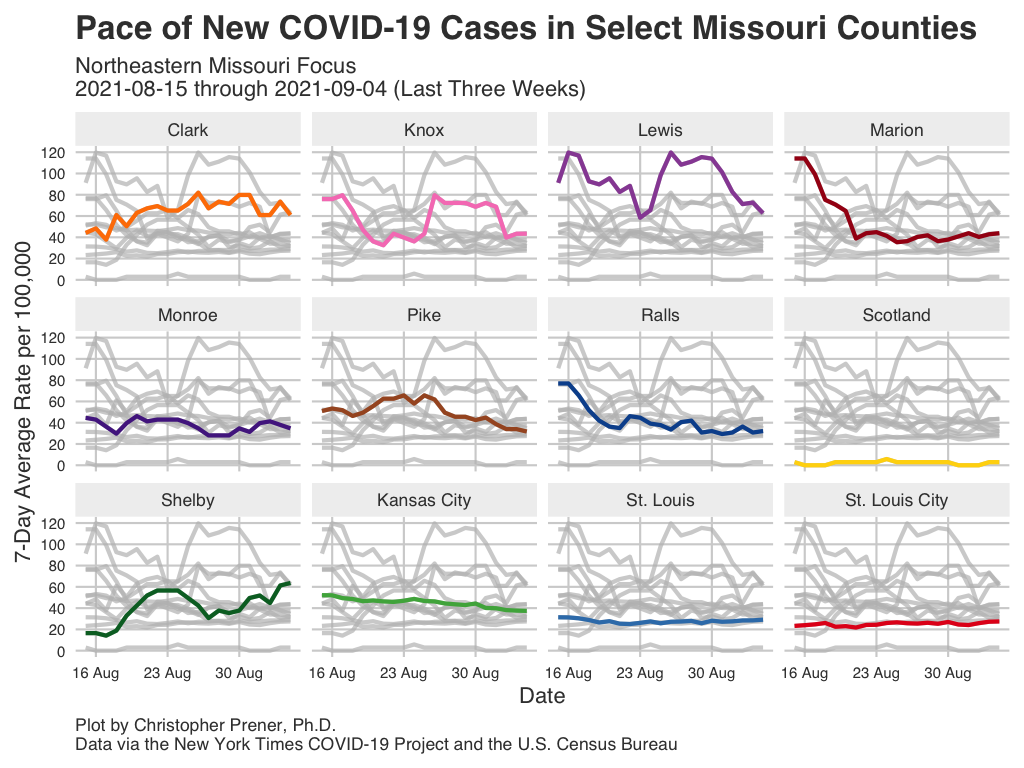 Pace of New COVID-19 Cases in Select Missouri Counties
Northeastern Missouri Focus
2021-08-15 through 2021-09-04 (Last Three Weeks)
7-Day Average Rate per 100,000
Clark
Knox
Lewis
Marion
120
100
80
60
40
20
0
Monroe
Pike
Ralls
Scotland
120
100
80
60
40
20
0
Shelby
Kansas City
St. Louis
St. Louis City
120
100
80
60
40
20
0
16 Aug 23 Aug 30 Aug
16 Aug 23 Aug 30 Aug
16 Aug 23 Aug 30 Aug
16 Aug 23 Aug 30 Aug
Date
Plot by Christopher Prener, Ph.D.
Data via the New York Times COVID-19 Project and the U.S. Census Bureau